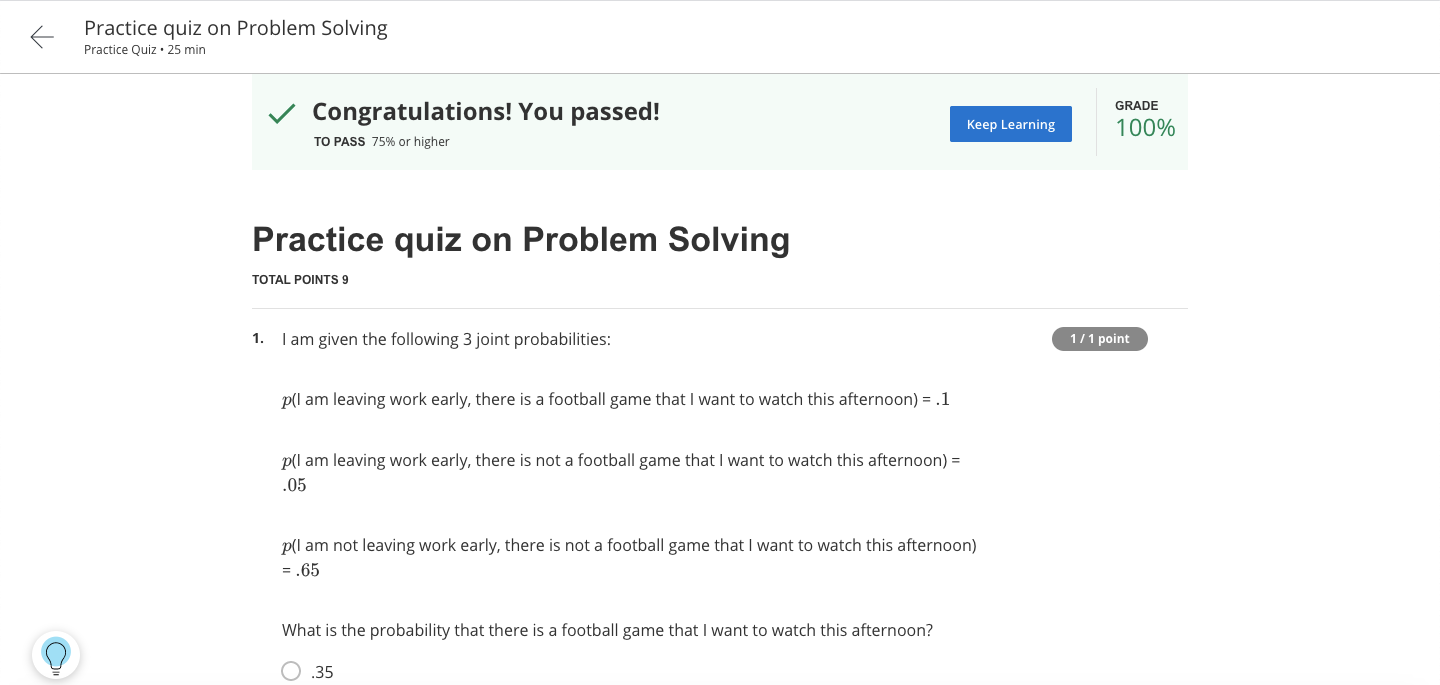 Practice quiz on Problem Solving
Practice Quiz • 25 min
Congratulations! You passed!
TO PASS 75% or higher
Keep Learning
GRADE
100%
Practice quiz on Problem Solving
TOTAL POINTS 9
1. I am given the following 3 joint probabilities:
1 / 1 point
p(I am leaving work early, there is a football game that I want to watch this afternoon) = .1
p(I am leaving work early, there is not a football game that I want to watch this afternoon) =
.05
p(I am not leaving work early, there is not a football game that I want to watch this afternoon)
= .65
What is the probability that there is a football game that I want to watch this afternoon?
.35